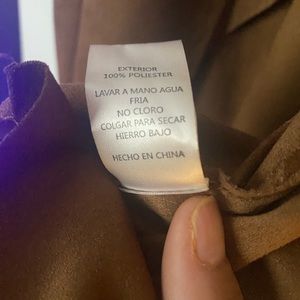 EXTERIOR
100% POLIESTER
LAVAR A MANO AGUA
FRIA
NO CLORO
COLGAR PARA SECAR
HIERRO BAJO
HECHO EN CHINA